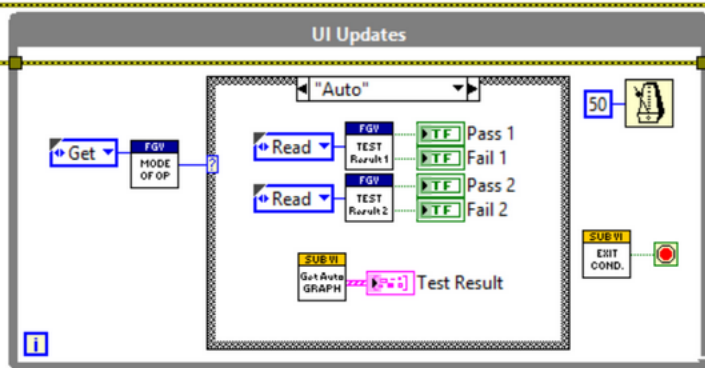 UI Updates
"Auto"
50
Get
FGV
MODE
OF OP
?
Read
FGV
TEST
Result 1
TF
Pass 1
TF
Fail 1
Read
FGV
TEST
Result 2
TF
Pass 2
TF
Fail 2
SUB VI
EXIT
COND.
SUB VI
Get Auto
GRAPH
Test Result
i